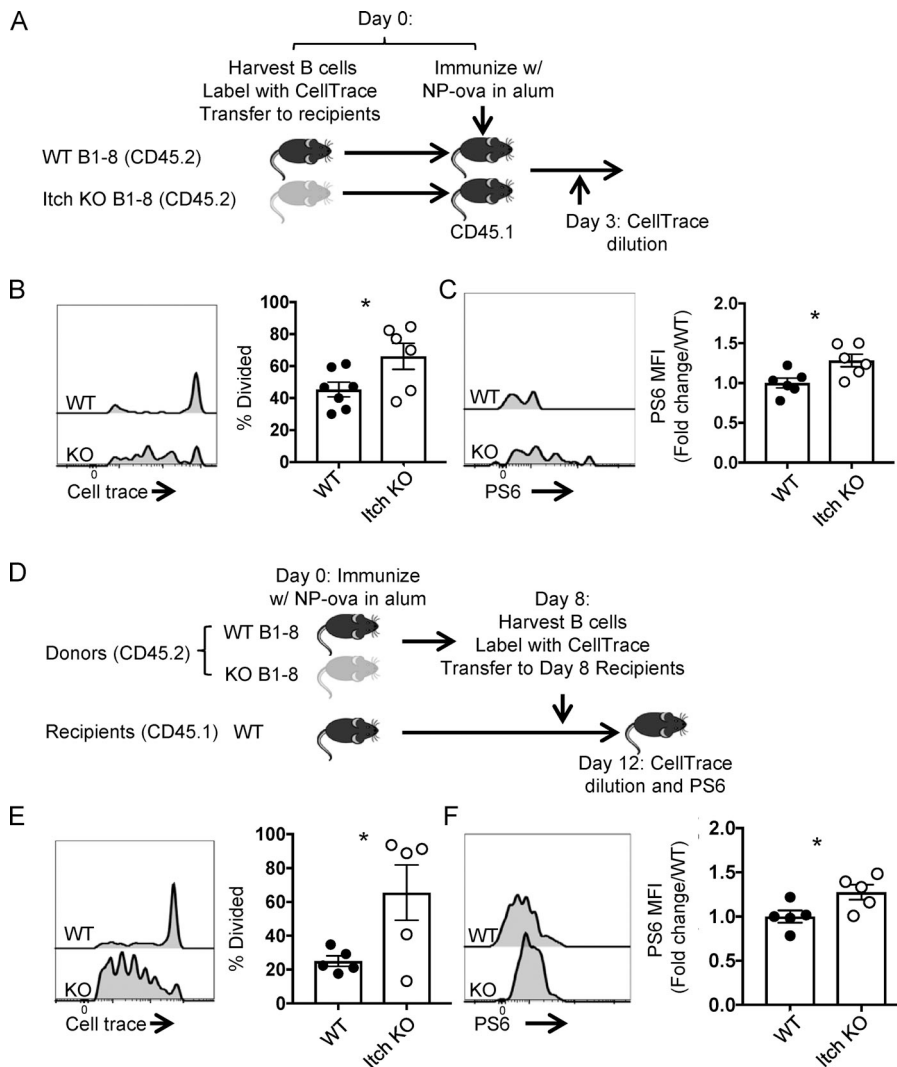 A
Day 0:
Harvest B cells
Label with CellTrace
Transfer to recipients
Immunize w/
NP-ova in alum
WT B1-8 (CD45.2)
Itch KO B1-8 (CD45.2)
CD45.1
Day 3: CellTrace
dilution
B
WT
KO
0
Cell trace
% Divided
100
80
60
40
20
0
*
WT
Itch KO
C
WT
KO
0
PS6
PS6 MFI
(Fold change/WT)
2.0
1.5
1.0
0.5
0.0
*
WT
Itch KO
D
Day 0: Immunize
w/ NP-ova in alum
Donors (CD45.2)
WT B1-8
KO B1-8
Day 8:
Harvest B cells
Label with CellTrace
Transfer to Day 8 Recipients
Recipients (CD45.1) WT
Day 12: CellTrace
dilution and PS6
E
WT
KO
0
Cell trace
% Divided
100
80
60
40
20
0
*
WT
Itch KO
F
WT
KO
0
PS6
PS6 MFI
(Fold change/WT)
2.0
1.5
1.0
0.5
0.0
*
WT
Itch KO